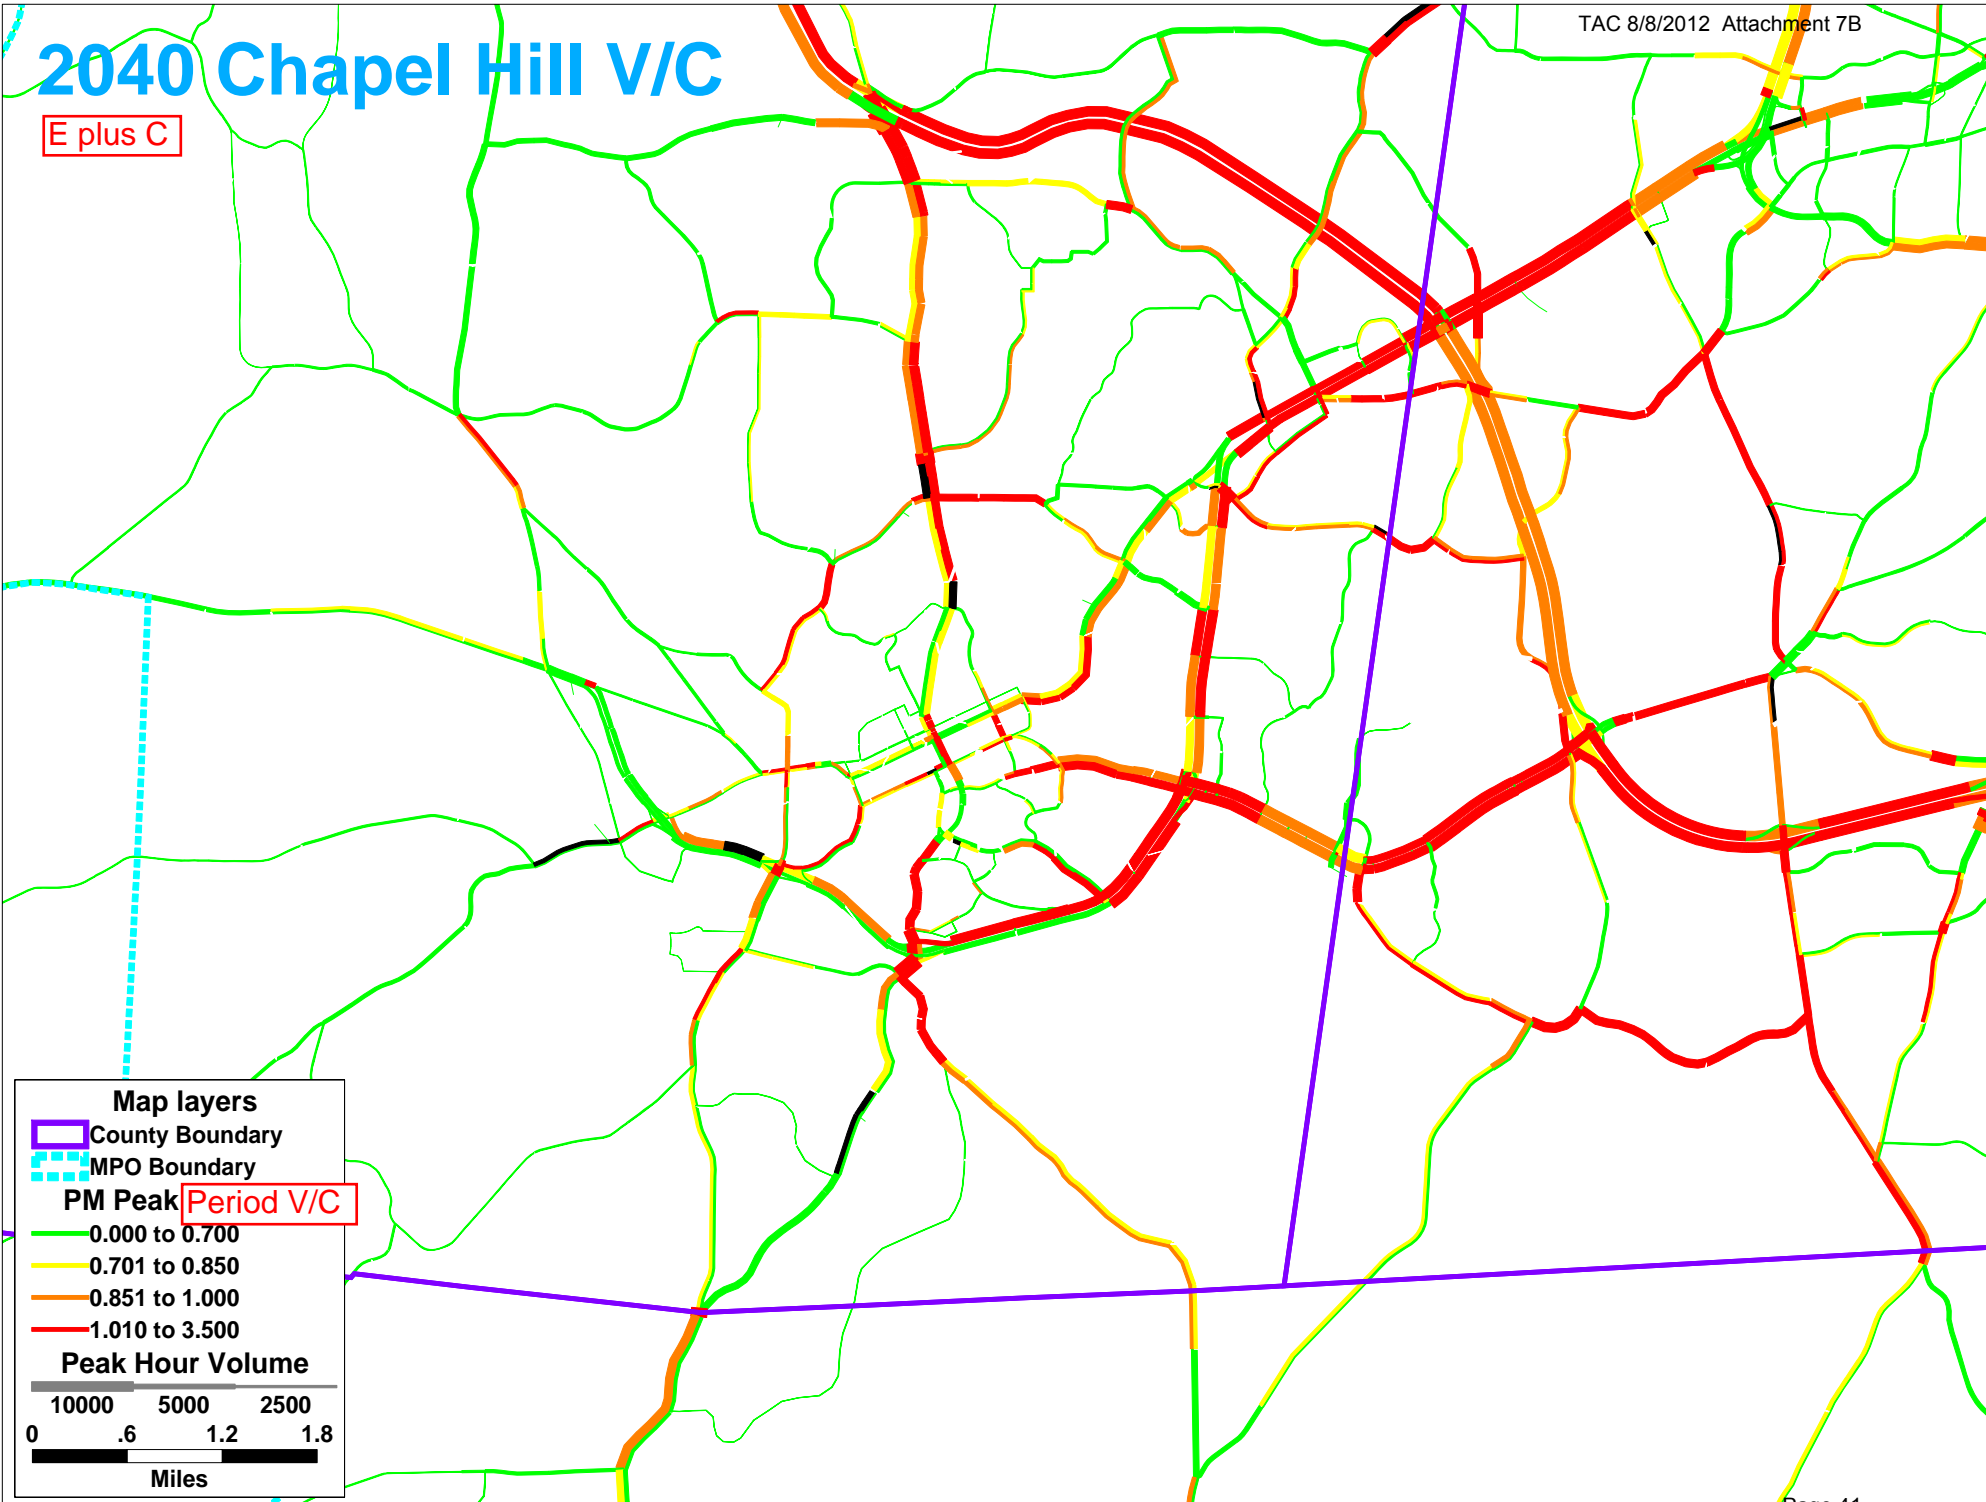 TAC 8/8/2012 Attachment 7B
2040 Chapel Hill V/C
E plus C
Map layers
County Boundary
MPO Boundary
PM Peak Period V/C
0.000 to 0.700
0.701 to 0.850
0.851 to 1.000
1.010 to 3.500
Peak Hour Volume
10000 5000 2500
0 .6 1.2 1.8
Miles
Page 41